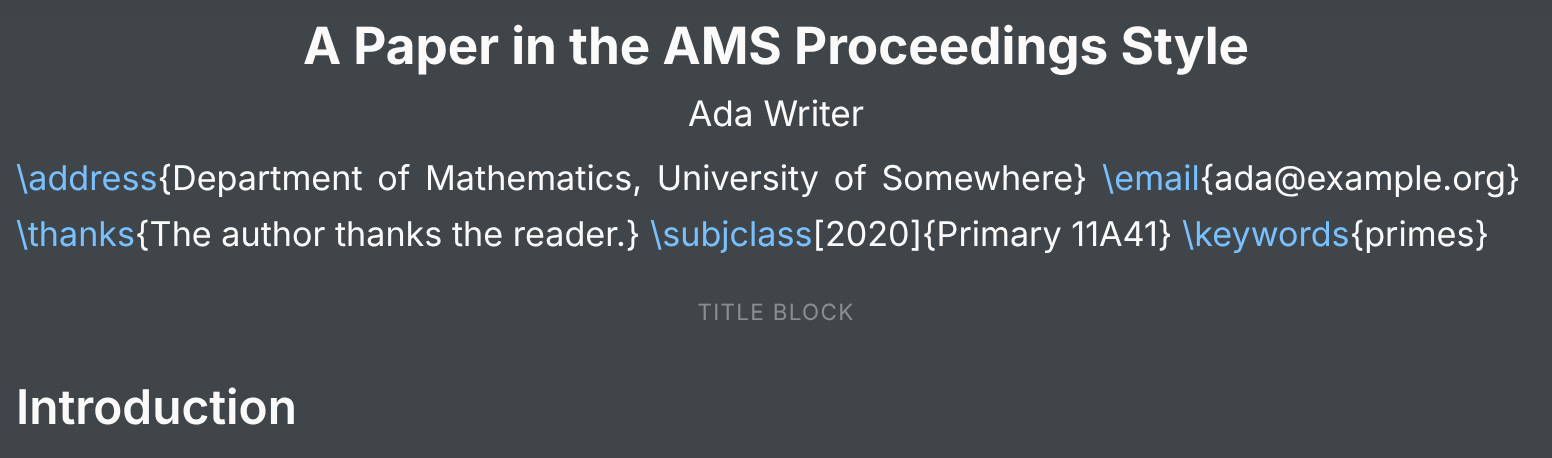 A Paper in the AMS Proceedings Style
Ada Writer
\address{Department of Mathematics, University of Somewhere} \email{ada@example.org}
\thanks{The author thanks the reader.} \subjclass[2020]{Primary 11A41} \keywords{primes}
TITLE BLOCK
Introduction